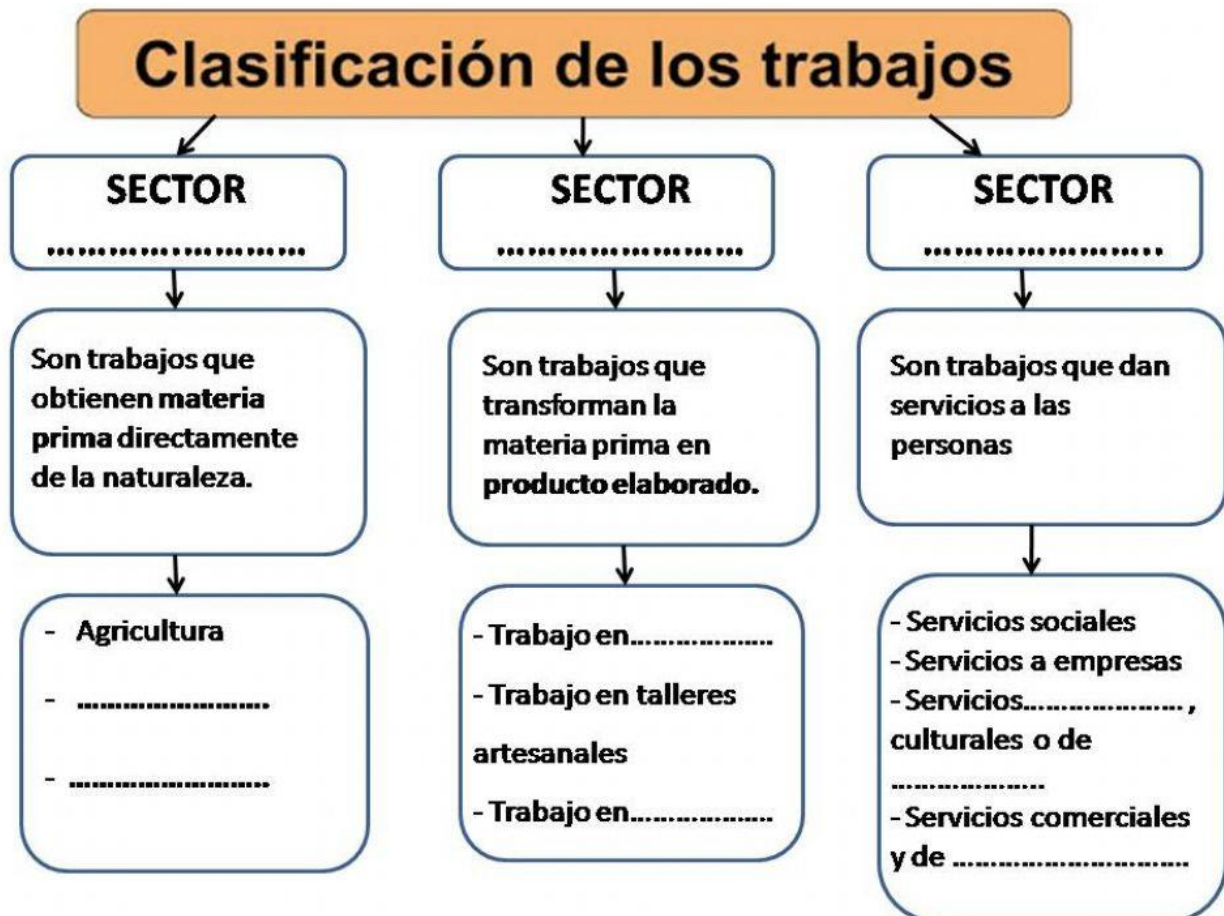 Clasificación de los trabajos
SECTOR
.........................
SECTOR
........................
SECTOR
.......................
Son trabajos que
obtienen materia
prima directamente
de la naturaleza.
Son trabajos que
transforman la
materia prima en
producto elaborado.
Son trabajos que dan
servicios a las
personas
- Agricultura
- ...........................
- ............................
- Trabajo en....................
- Trabajo en talleres
artesanales
- Trabajo en....................
- Servicios sociales
- Servicios a empresas
- Servicios...................... ,
culturales o de
.....................
- Servicios comerciales
y de .................................